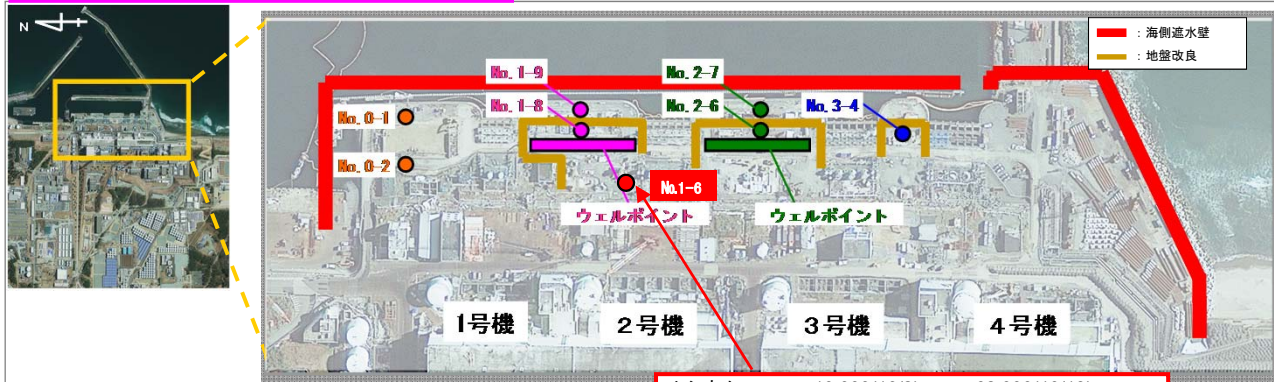 N
：海側遮水壁
：地盤改良
No. 1-9
No. 2-7
No. 0-1
No. 1-8
No. 2-6
No. 3-4
No. 0-2
No.1-6
ウェルポイント
ウェルポイント
1号機
2号機
3号機
4号機